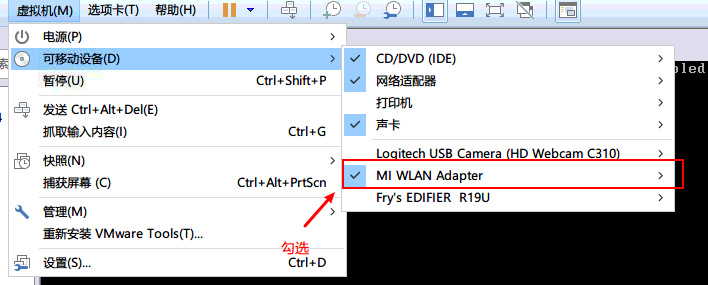 虚拟机(M) 选项卡(T) 帮助(H)
电源(P)
可移动设备(D)
暂停(U) Ctrl+Shift+P
发送 Ctrl+Alt+Del(E)
抓取输入内容(I) Ctrl+G
快照(N)
捕获屏幕 (C) Ctrl+Alt+PrtScn
管理(M)
重新安装 VMware Tools(T)...
设置(S)... Ctrl+D
CD/DVD (IDE)
网络适配器
打印机
声卡
Logitech USB Camera (HD Webcam C310)
MI WLAN Adapter
Fry's EDIFIER R19U
勾选
索
bled